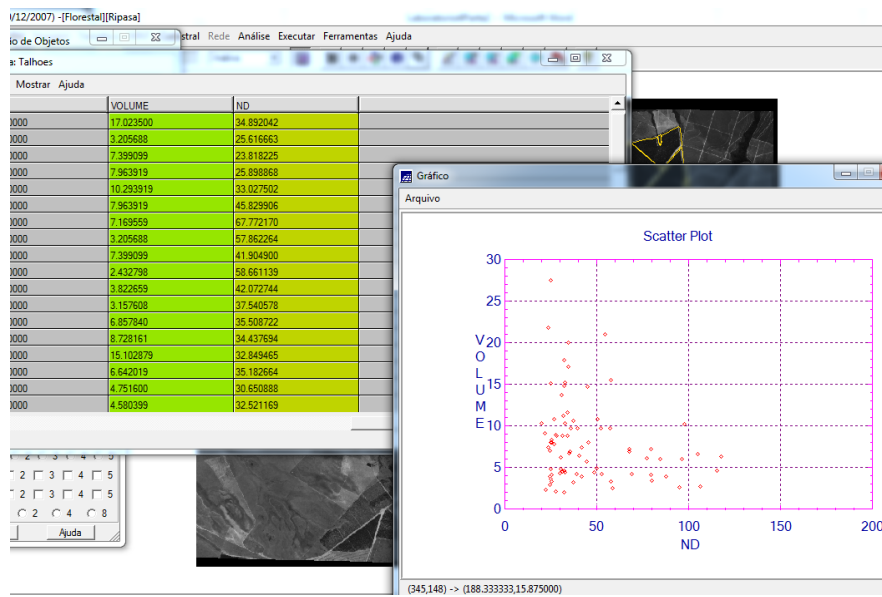 0/12/2007) -[Florestal][Ripasa]
io de Objetos
stral Rede Análise Executar Ferramentas Ajuda
a: Talhoes
Mostrar Ajuda
VOLUME ND
0000 17.023500 34.892042
0000 3.205688 25.616663
0000 7.399099 23.818225
0000 7.963919 25.898868
0000 10.293919 33.027502
0000 7.963919 45.829906
0000 7.169559 67.772170
0000 3.205688 57.862264
0000 7.399099 41.904900
0000 2.432798 58.661139
0000 3.822659 42.072744
0000 3.157608 37.540578
0000 6.857840 35.508722
0000 8.728161 34.437694
0000 15.102879 32.849465
0000 6.642019 35.182664
0000 4.751600 30.650888
0000 4.580399 32.521169
2 3 4 5
2 3 4 5
2 4 8
Ajuda
Gráfico
Arquivo
Scatter Plot
30
25
20
15
10
5
0
VOLUME
0 50 100 150 200
ND
(345,148) -> (188.333333,15.875000)